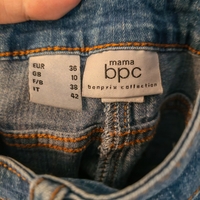 EUR 36
GB 10
F/B 38
IT 42
mama
bpc
bonprix collection